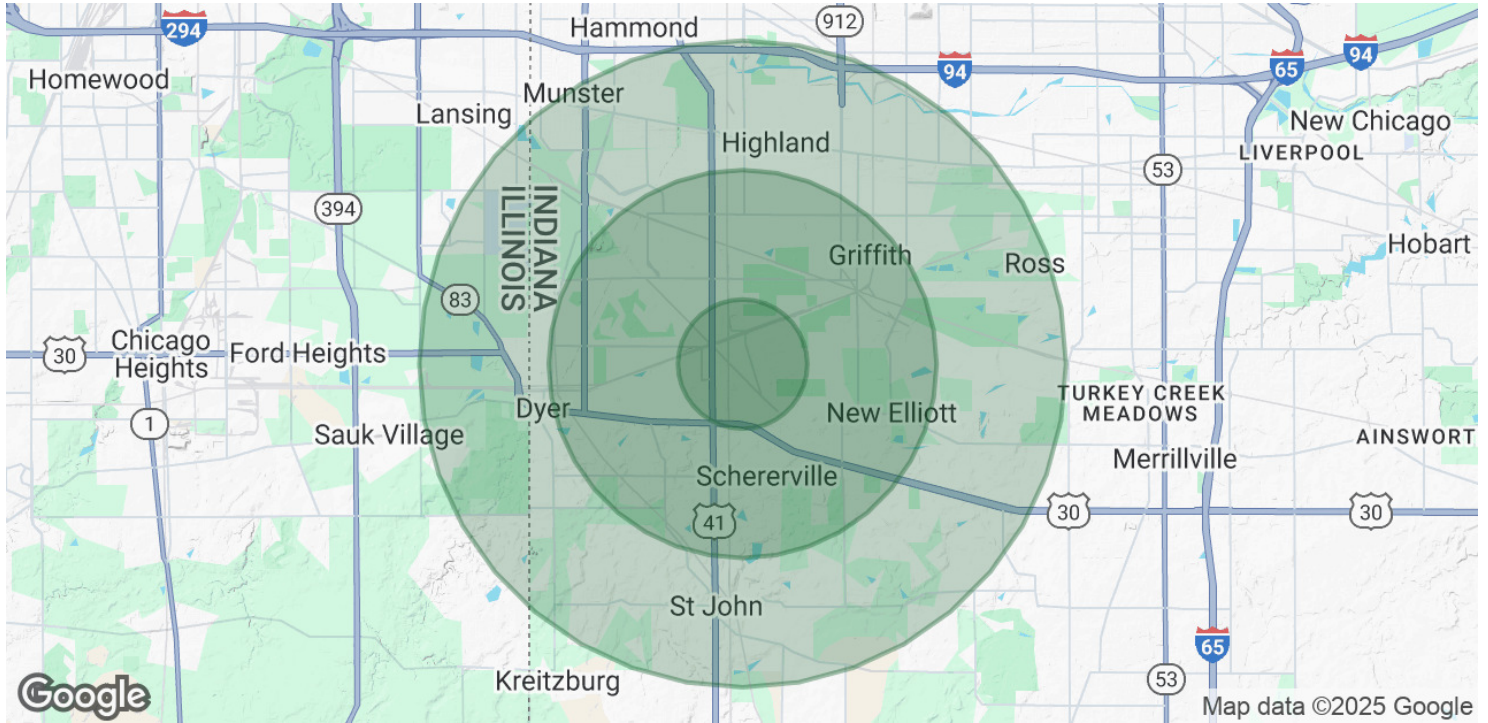 294
Hammond
912
Homewood
94
65
94
Munster
Lansing
New Chicago
Highland
LIVERPOOL
53
INDIANA
ILLINOIS
394
Hobart
Griffith
Ross
83
Chicago
Heights
30
Ford Heights
TURKEY CREEK
MEADOWS
Dyer
New Elliott
1
Sauk Village
AINSWORT
Merrillville
Schererville
41
30
30
St John
65
Kreitzburg
53
Google
Map data ©2025 Google